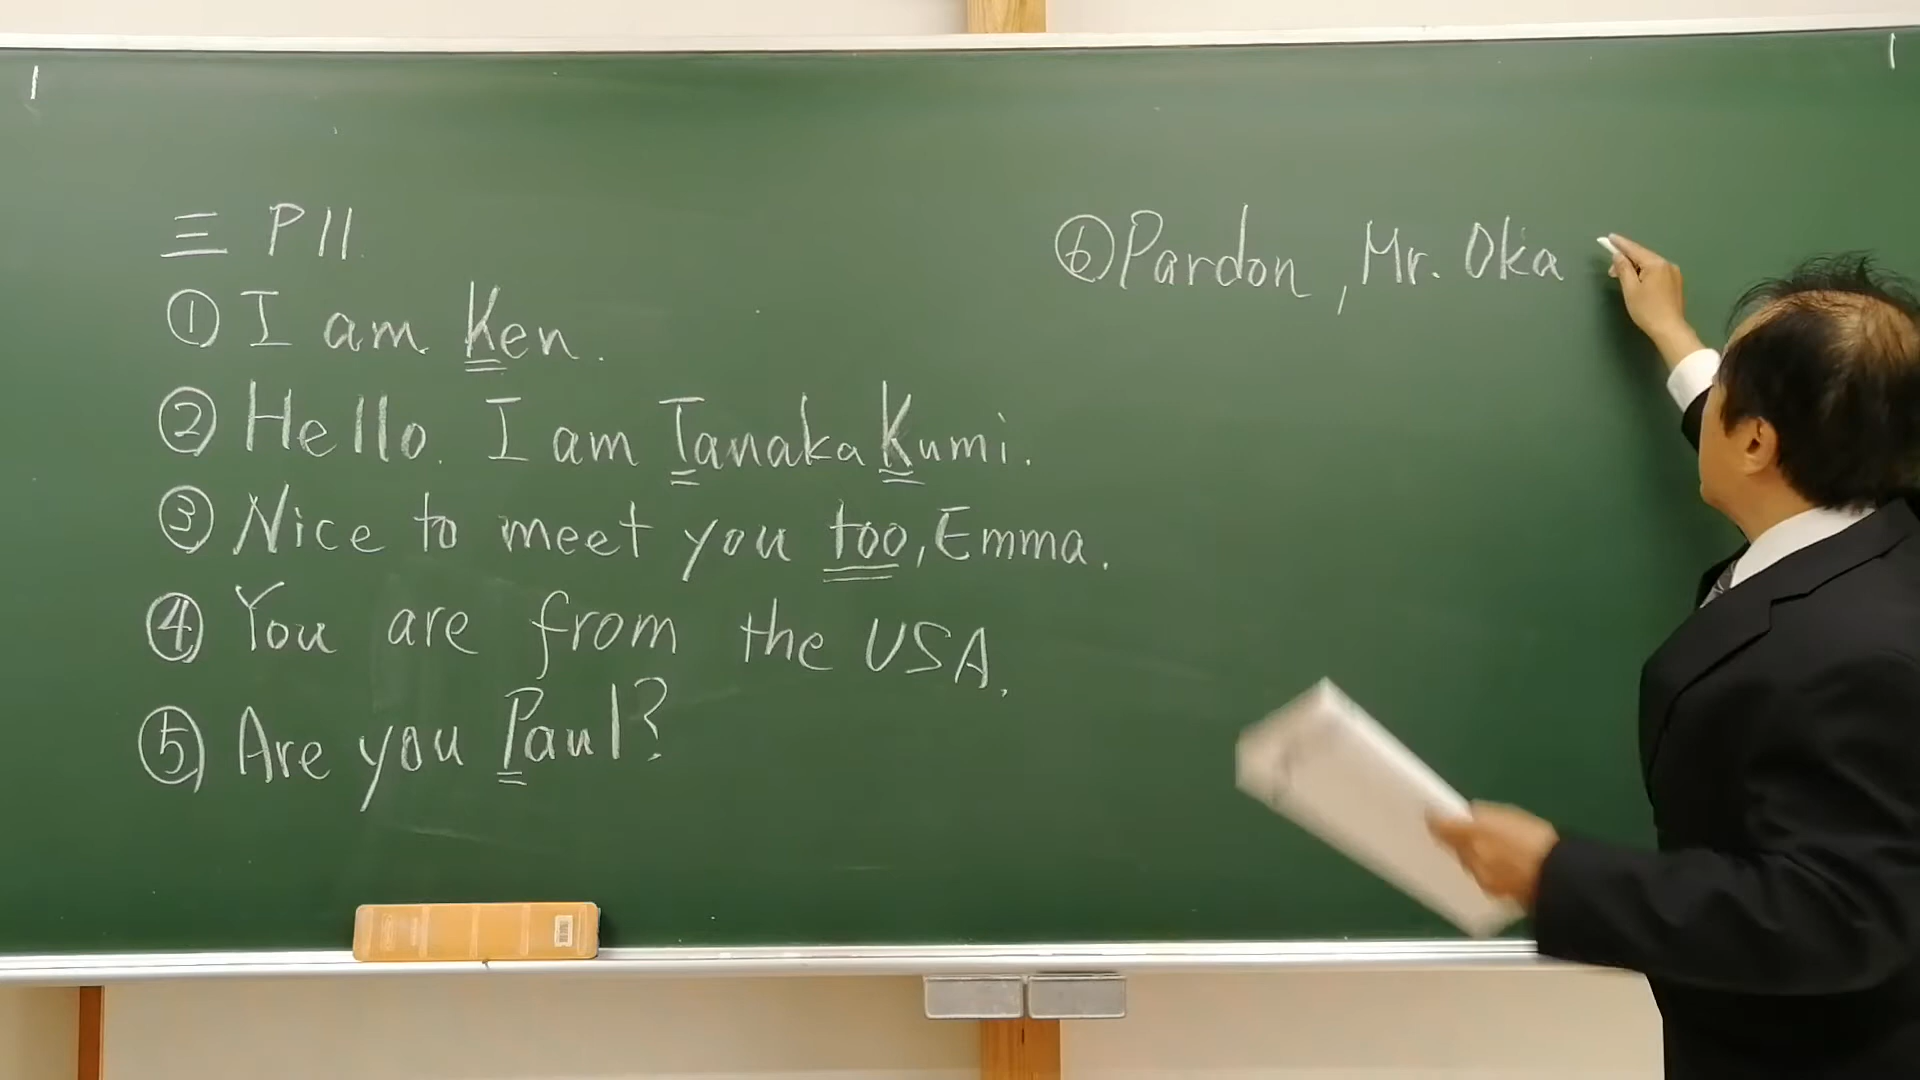 三 P11.
① I am Ken.
② Hello. I am Tanaka Kumi.
③ Nice to meet you too, Emma.
④ You are from the USA.
⑤ Are you Paul?
⑥ Pardon, Mr. Oka